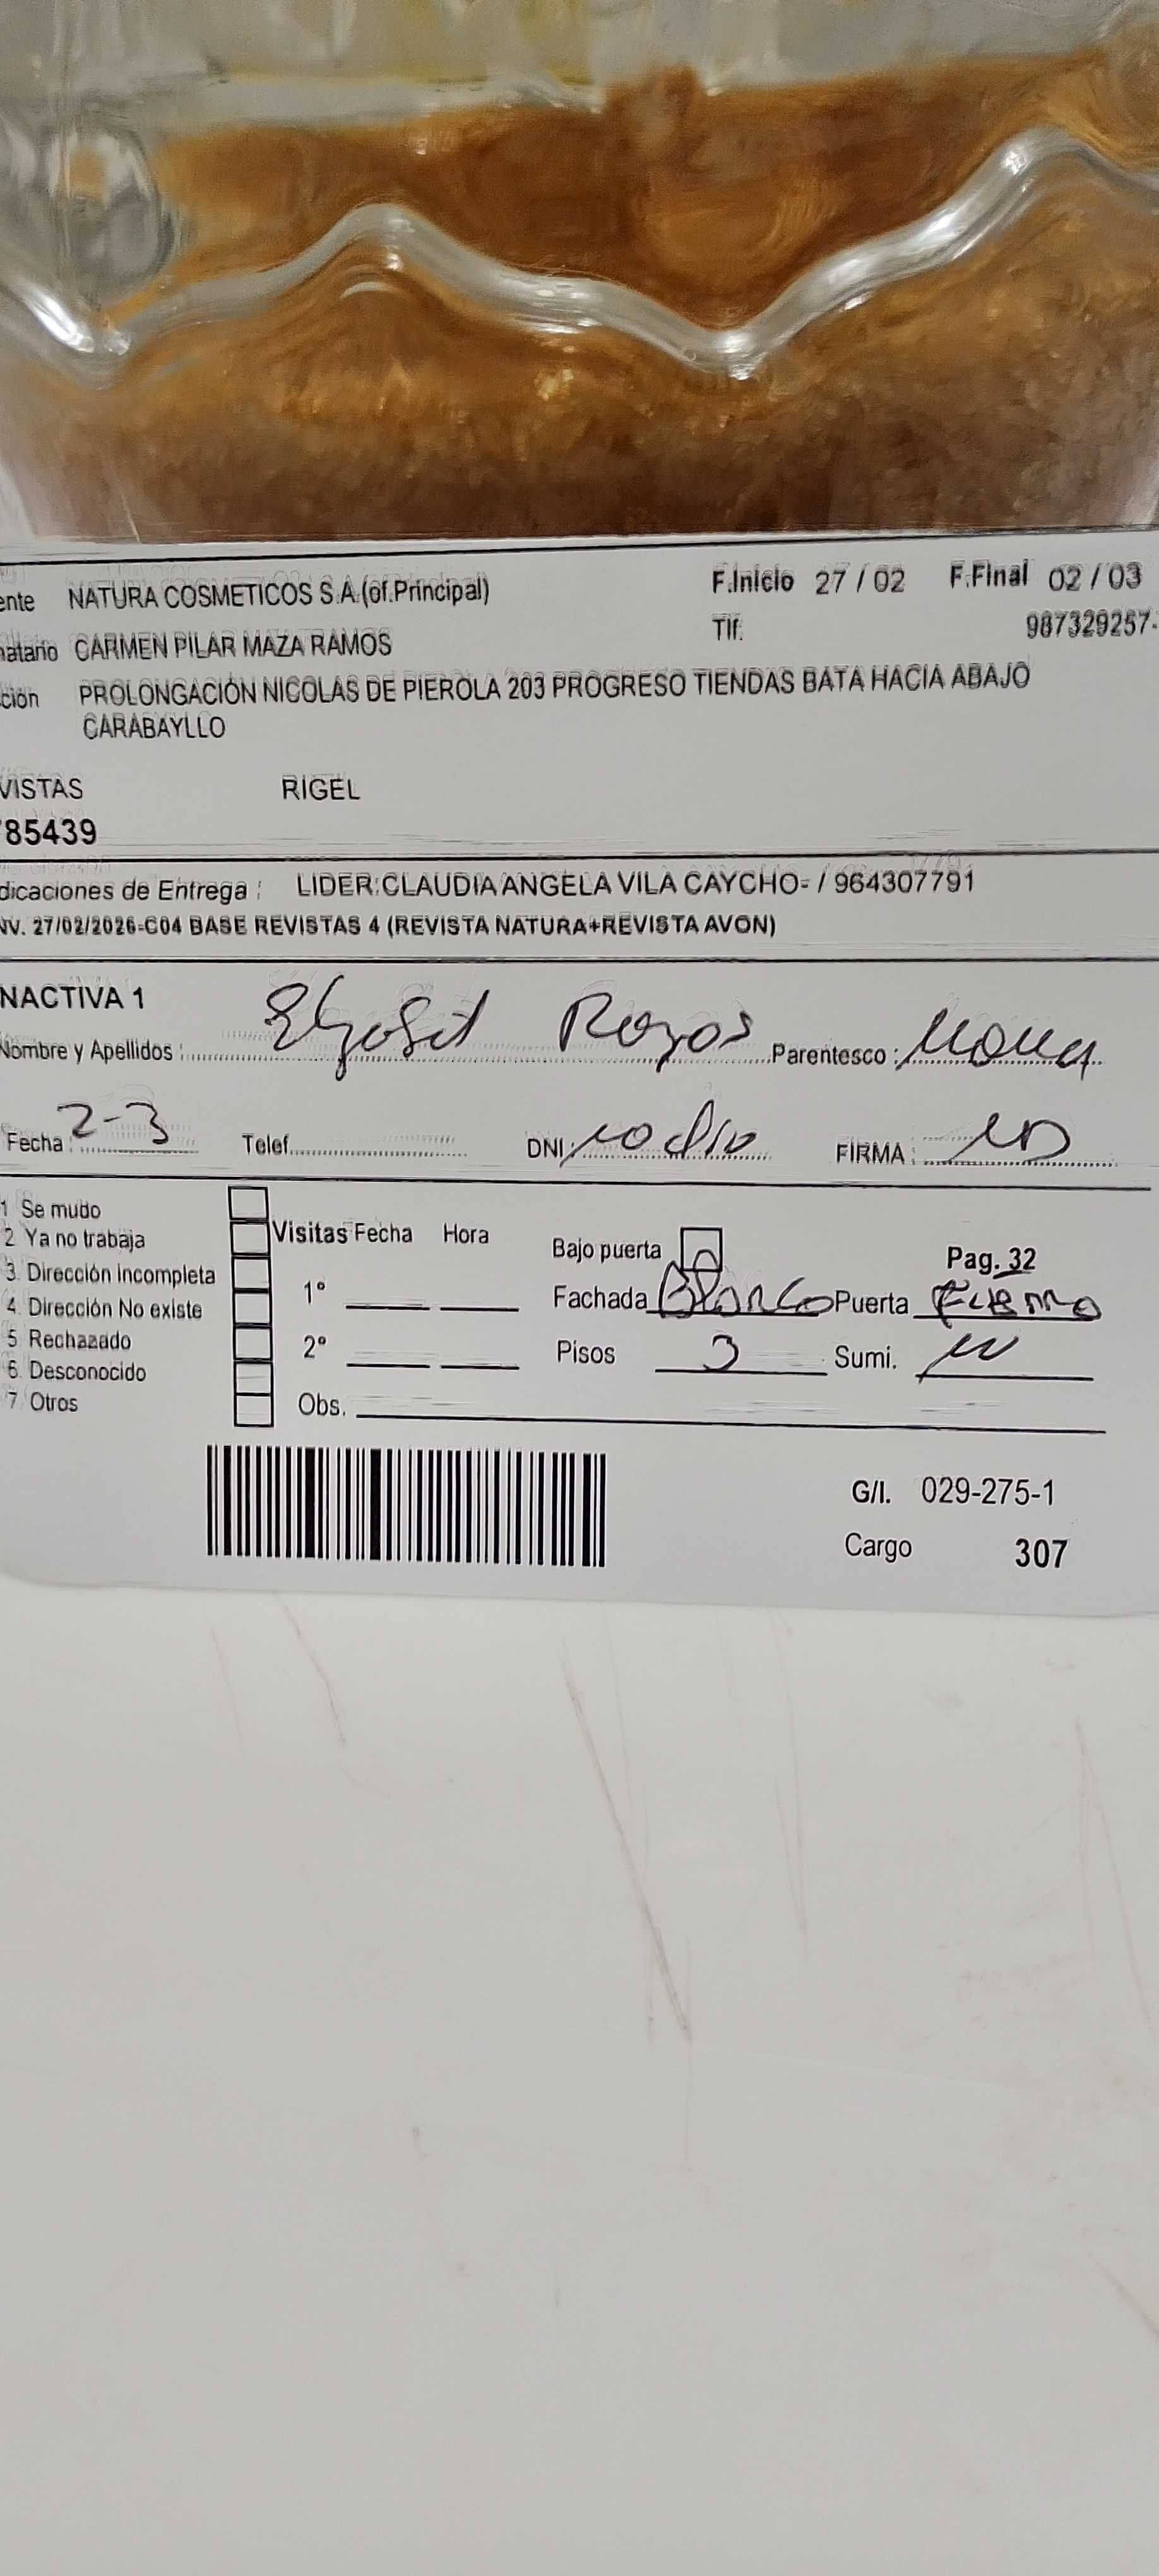 ente NATURA COSMETICOS S.A.(of.Principal) F.Inicio 27 / 02 F.Final 02 / 03
natario CARMEN PILAR MAZA RAMOS Tlf. 987329257-
ción PROLONGACIÓN NICOLAS DE PIEROLA 203 PROGRESO TIENDAS BATA HACIA ABAJO
CARABAYLLO
VISTAS RIGEL
785439
dicaciones de Entrega : LIDER:CLAUDIA ANGELA VILA CAYCHO- / 964307791
NV. 27/02/2026-C04 BASE REVISTAS 4 (REVISTA NATURA+REVISTA AVON)
NACTIVA 1
Nombre y Apellidos : Rojas Parentesco :
Fecha : 2-3 Telef. DNI : FIRMA :
1 Se mudo
2 Ya no trabaja Visitas Fecha Hora Bajo puerta Pag. 32
3 Dirección incompleta 1° Fachada Blanco Puerta Fierro
4 Dirección No existe
5 Rechazado 2° Pisos 3 Sumi.
6 Desconocido
7 Otros Obs.
G/I. 029-275-1
Cargo 307